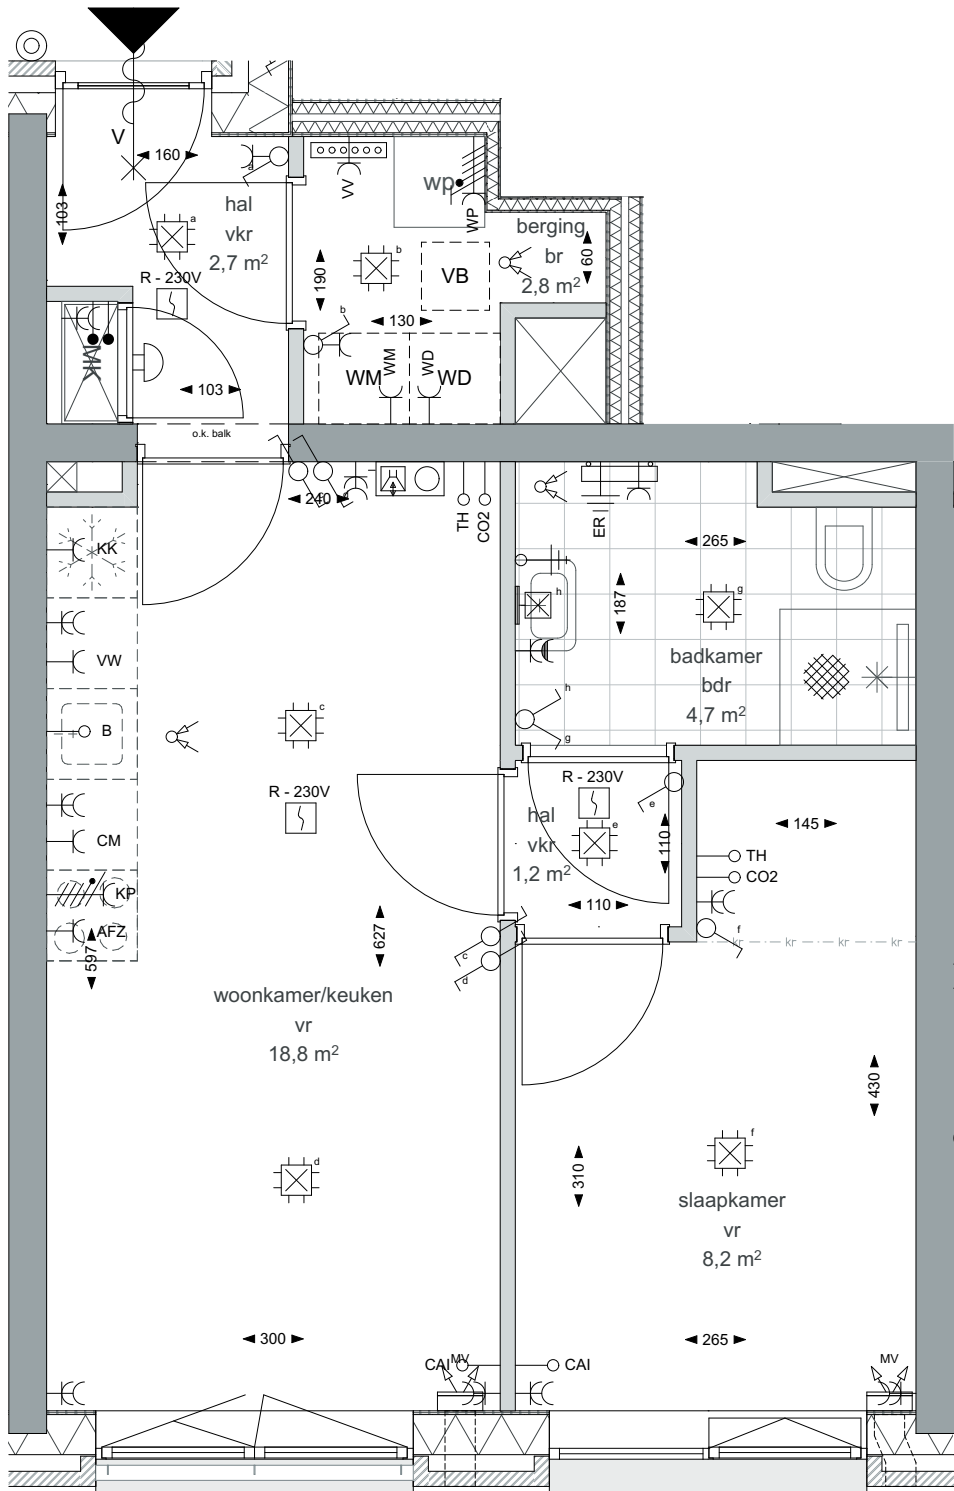 V
160
103
a
a
hal
vkr
2,7 m²
R - 230V
MK
103
o.k. balk
VV
wp
WP
190
b
VB
berging
br
2,8 m²
60
130
b
WM
WM
WD
WD
240
c
d
TH
CO2
ER
265
187
g
h
badkamer
bdr
4,7 m²
h
g
KK
VW
B
CM
KP
AFZ
597
c
R - 230V
627
R - 230V
hal
vkr
1,2 m²
e
e
110
110
145
TH
CO2
f
kr
kr
kr
kr
c
d
woonkamer/keuken
vr
18,8 m²
430
310
d
f
slaapkamer
vr
8,2 m²
300
265
CAI
MV
CAI
MV